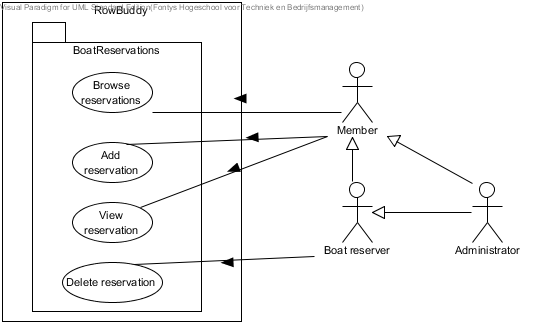 Visual Paradigm for UML Standard Edition(Fontys Hogeschool voor Techniek en Bedrijfsmanagement)
RowBuddy
BoatReservations
Browse
reservations
Member
Add
reservation
View
reservation
Boat reserver
Administrator
Delete reservation